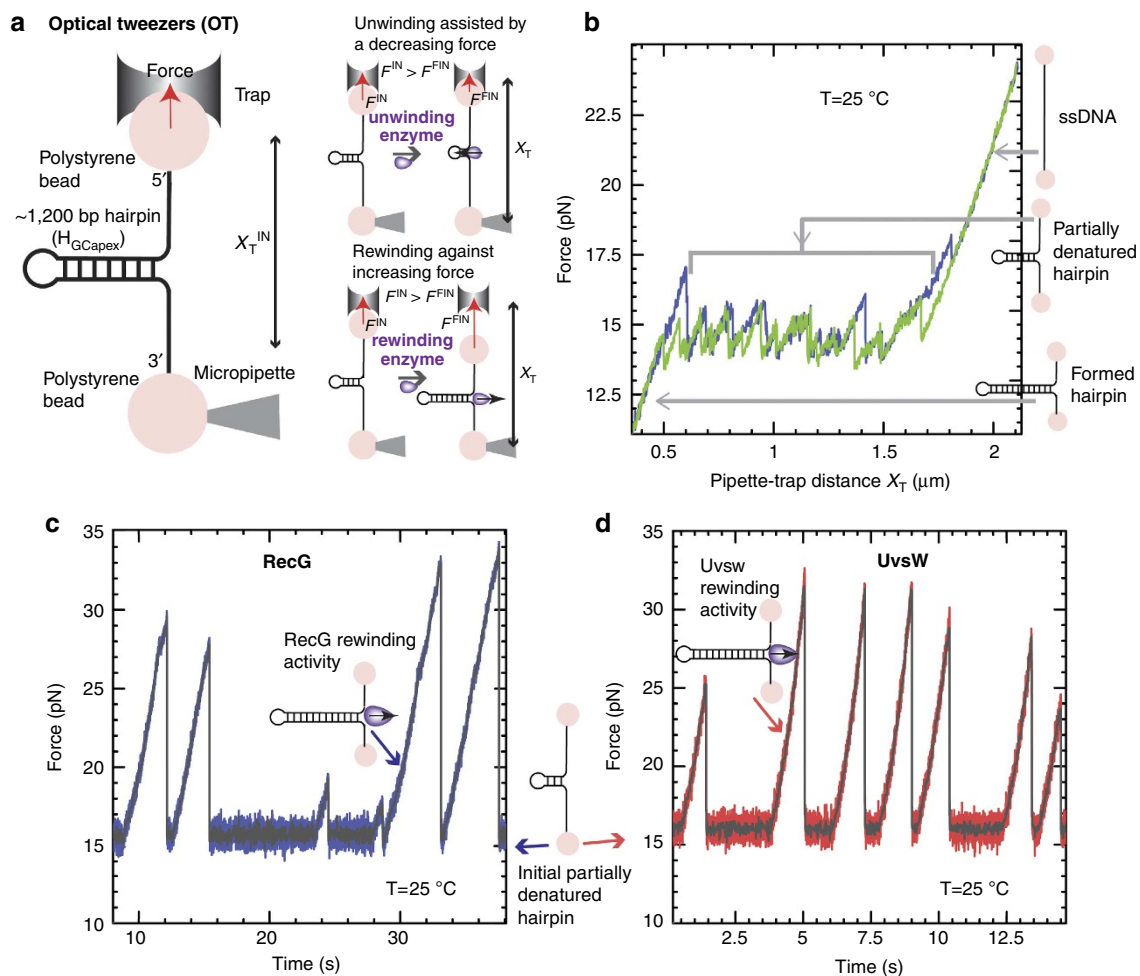 a
Optical tweezers (OT)
Force
Trap
Polystyrene
bead
5′
~1,200 bp hairpin
(HGCapex)
XTIN
3′
Polystyrene
bead
Micropipette
Unwinding assisted by
a decreasing force
FIN > FFIN
FIN
FFIN
unwinding
enzyme
XT
Rewinding against
increasing force
FIN > FFIN
FIN
FFIN
rewinding
enzyme
XT
b
T=25 °C
Force (pN)
22.5
20
17.5
15
12.5
0.5
1
1.5
2
Pipette-trap distance XT (μm)
ssDNA
Partially
denatured
hairpin
Formed
hairpin
c
RecG
RecG rewinding
activity
T=25 °C
Force (pN)
35
30
25
20
15
10
10
20
30
Time (s)
Initial partially
denatured
hairpin
d
UvsW
Uvsw
rewinding
activity
T=25 °C
Force (pN)
35
30
25
20
15
10
2.5
5
7.5
10
12.5
Time (s)